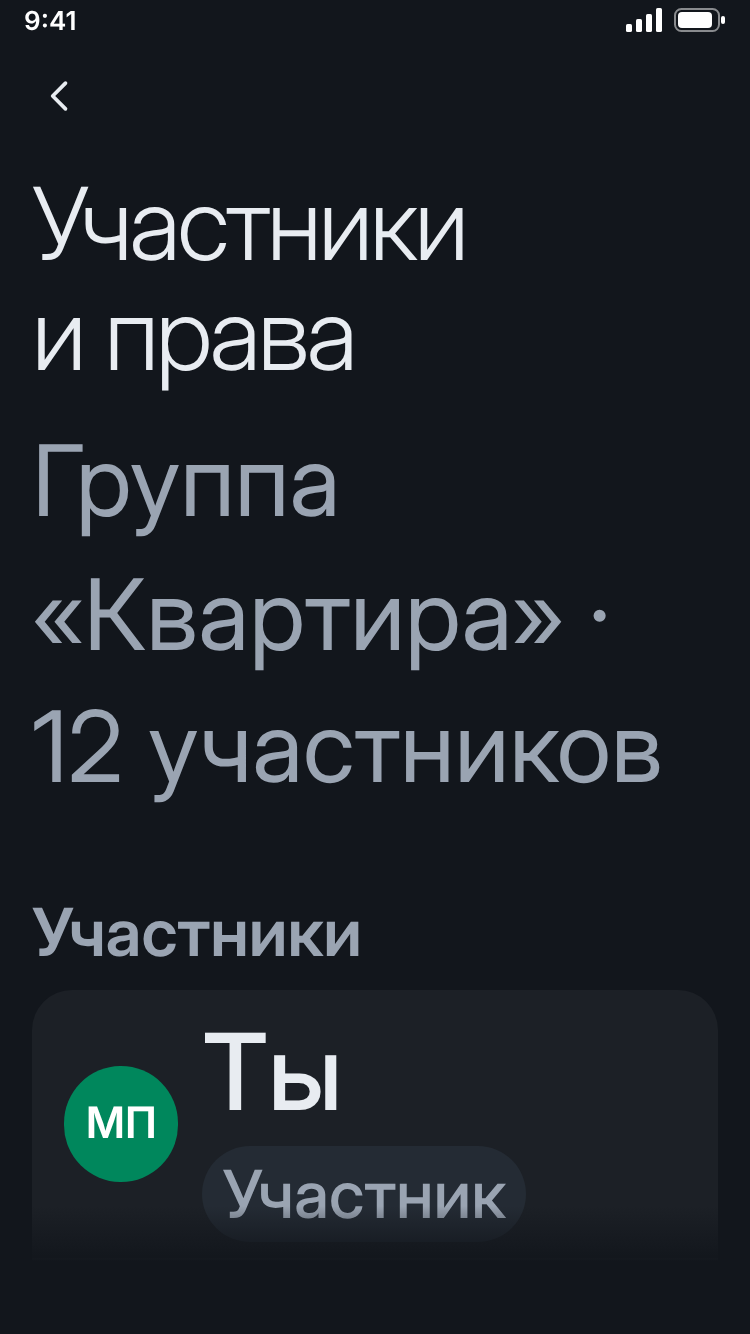 9:41
Участники
и права
Группа
«Квартира» ·
12 участников
Участники
Ты
МП
Участник